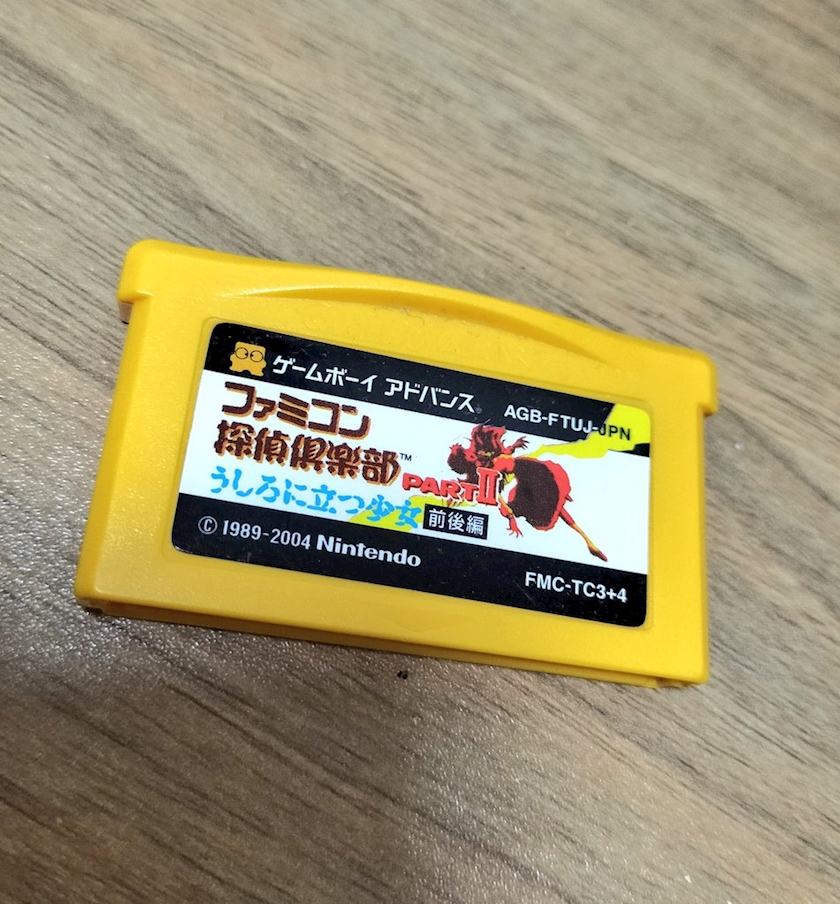 ゲームボーイ アドバンス
AGB-FTUJ-JPN
ファミコン
探偵倶楽部™ PART II
うしろに立つ少女 前後編
© 1989-2004 Nintendo
FMC-TC3+4